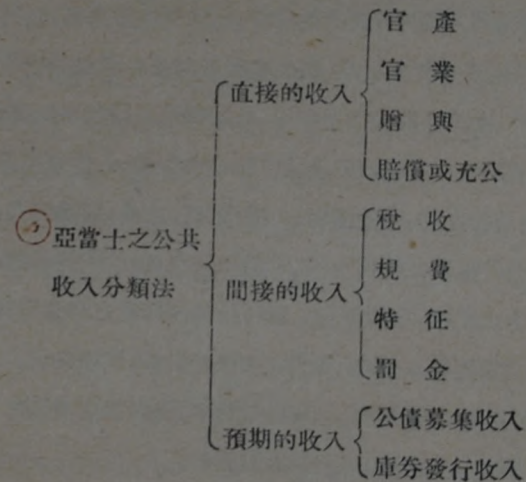 官 產
官 業
直接的收入
贈 與
賠償或充公
稅 收
亞當士之公共
規 費
收入分類法
間接的收入
特 征
罰 金
公債募集收入
預期的收入
庫券發行收入